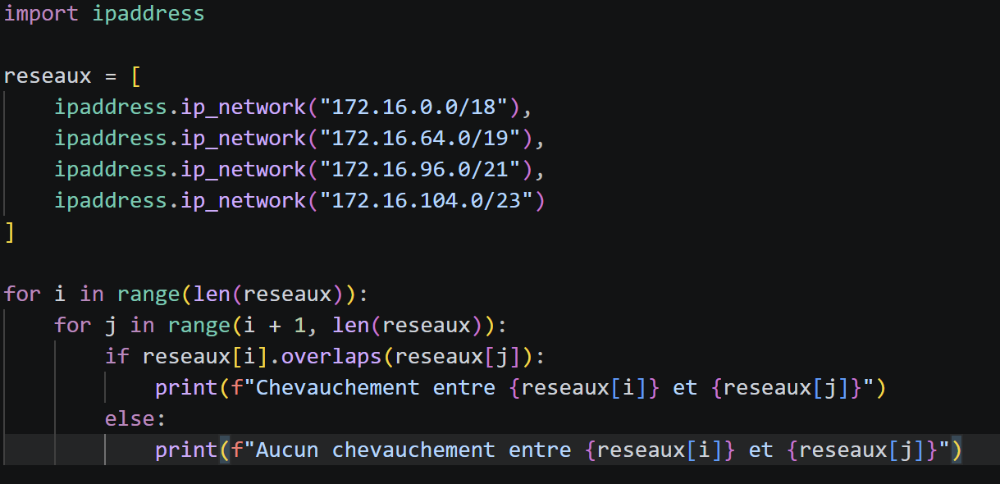 import ipaddress

reseaux = [
    ipaddress.ip_network("172.16.0.0/18"),
    ipaddress.ip_network("172.16.64.0/19"),
    ipaddress.ip_network("172.16.96.0/21"),
    ipaddress.ip_network("172.16.104.0/23")
]

for i in range(len(reseaux)):
    for j in range(i + 1, len(reseaux)):
        if reseaux[i].overlaps(reseaux[j]):
            print(f"Chevauchement entre {reseaux[i]} et {reseaux[j]}")
        else:
            print(f"Aucun chevauchement entre {reseaux[i]} et {reseaux[j]}")